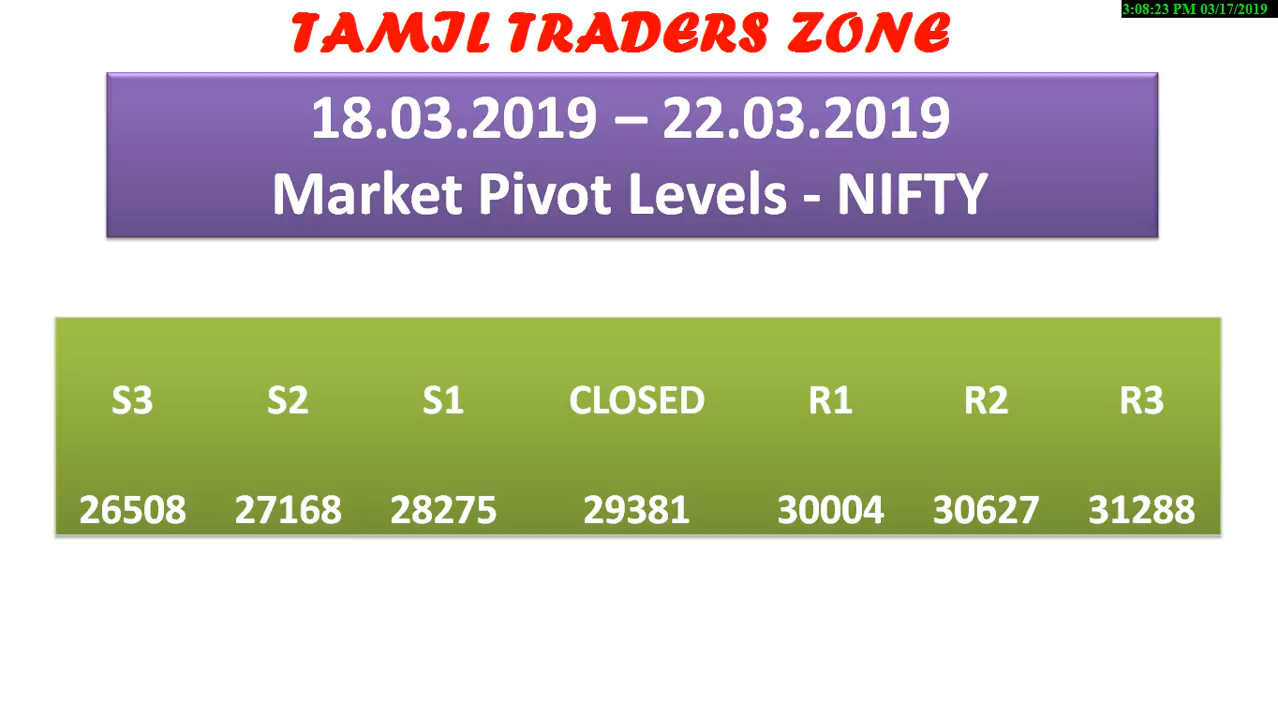 3:08:23 PM 03/17/2019
TAMIL TRADERS ZONE
18.03.2019 – 22.03.2019
Market Pivot Levels - NIFTY
S3 S2 S1 CLOSED R1 R2 R3
26508 27168 28275 29381 30004 30627 31288